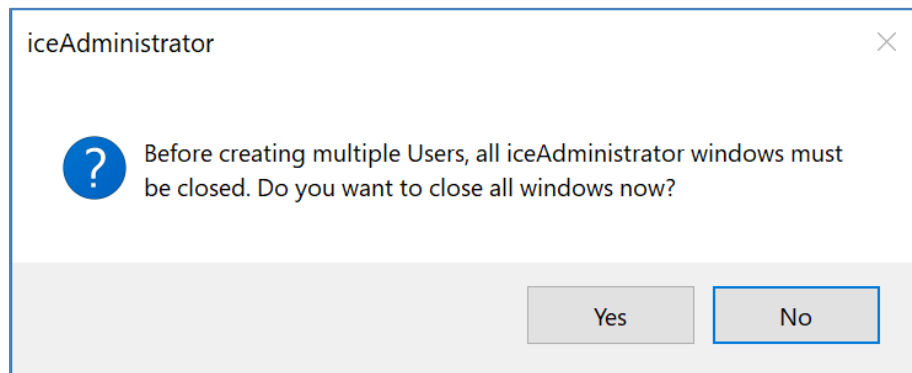 iceAdministrator
Before creating multiple Users, all iceAdministrator windows must
be closed. Do you want to close all windows now?
Yes
No